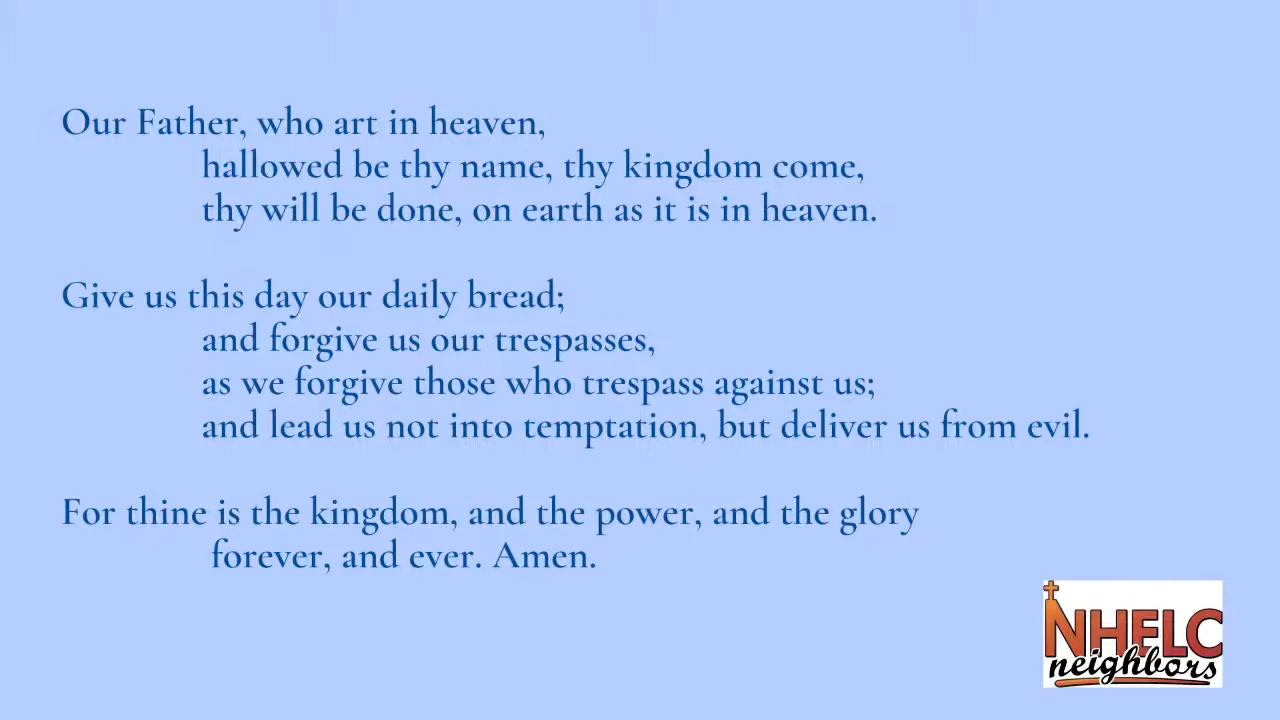 Our Father, who art in heaven,
hallowed be thy name, thy kingdom come,
thy will be done, on earth as it is in heaven.
Give us this day our daily bread;
and forgive us our trespasses,
as we forgive those who trespass against us;
and lead us not into temptation, but deliver us from evil.
For thine is the kingdom, and the power, and the glory
forever, and ever. Amen.
NHELC
neighbors